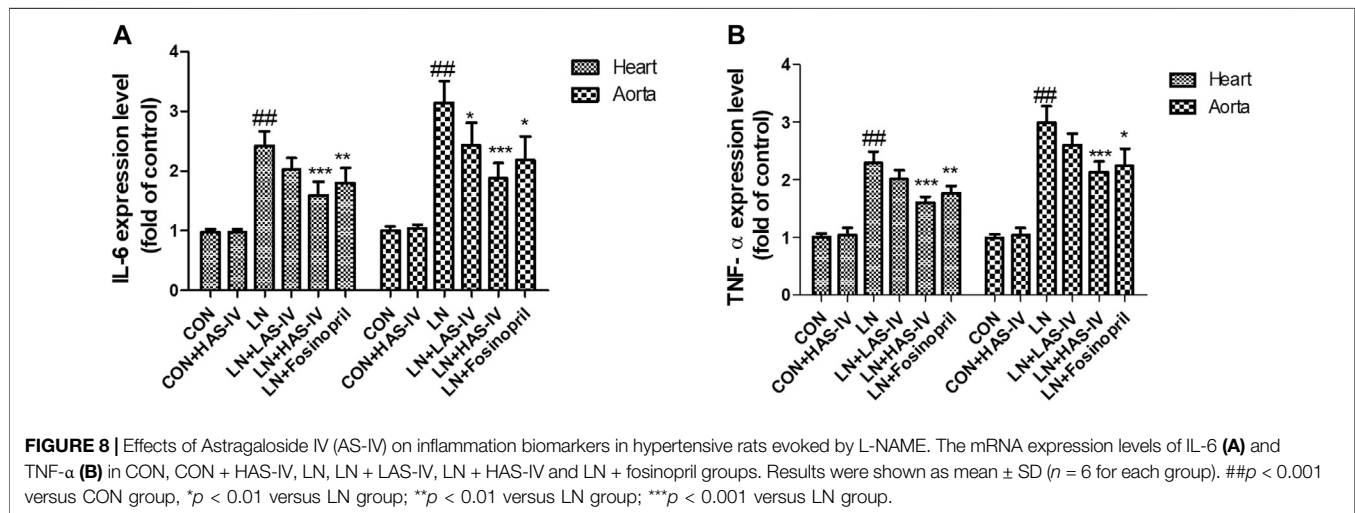 A
IL-6 expression level
(fold of control)
4
3
2
1
0
##
***
**
##
*
***
*
Heart
Aorta
CON
CON+HAS-IV
LN
LN+LAS-IV
LN+HAS-IV
LN+Fosinopril
CON
CON+HAS-IV
LN
LN+LAS-IV
LN+HAS-IV
LN+Fosinopril
B
TNF- α expression level
(fold of control)
4
3
2
1
0
##
***
**
##
***
*
Heart
Aorta
CON
CON+HAS-IV
LN
LN+LAS-IV
LN+HAS-IV
LN+Fosinopril
CON
CON+HAS-IV
LN
LN+LAS-IV
LN+HAS-IV
LN+Fosinopril
FIGURE 8 | Effects of Astragaloside IV (AS-IV) on inflammation biomarkers in hypertensive rats evoked by L-NAME. The mRNA expression levels of IL-6 (A) and
TNF-α (B) in CON, CON + HAS-IV, LN, LN + LAS-IV, LN + HAS-IV and LN + fosinopril groups. Results were shown as mean ± SD (n = 6 for each group). ##p < 0.001
versus CON group, *p < 0.01 versus LN group; **p < 0.01 versus LN group; ***p < 0.001 versus LN group.